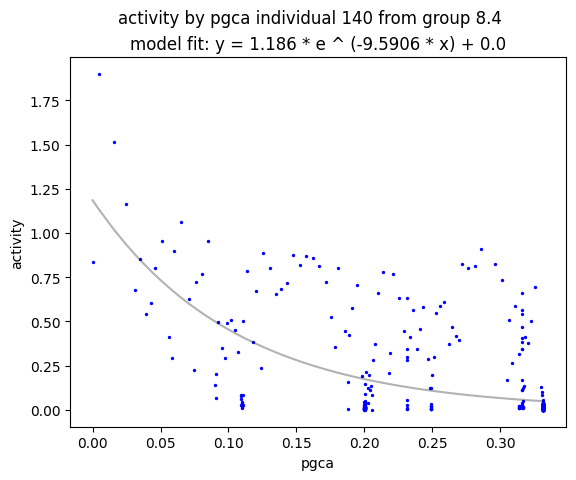 activity by pgca individual 140 from group 8.4
model fit: y = 1.186 * e ^ (-9.5906 * x) + 0.0
1.75
1.50
1.25
1.00
0.75
0.50
0.25
0.00
activity
0.00 0.05 0.10 0.15 0.20 0.25 0.30
pgca